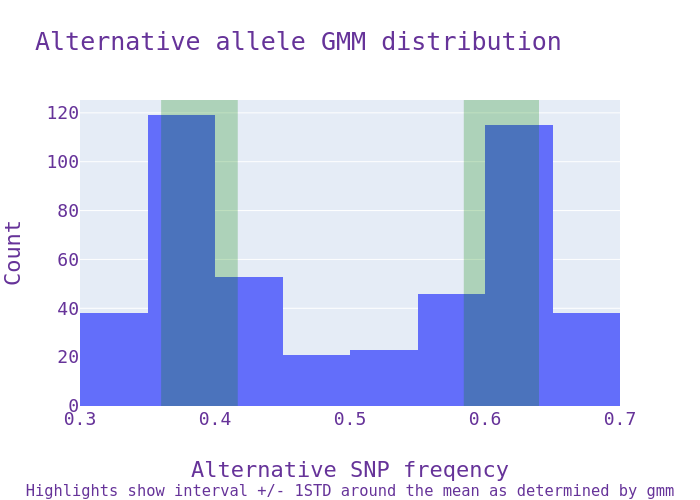 Alternative allele GMM distribution
120
100
80
60
40
20
0
Count
0.3 0.4 0.5 0.6 0.7
Alternative SNP freqency
Highlights show interval +/- 1STD around the mean as determined by gmm